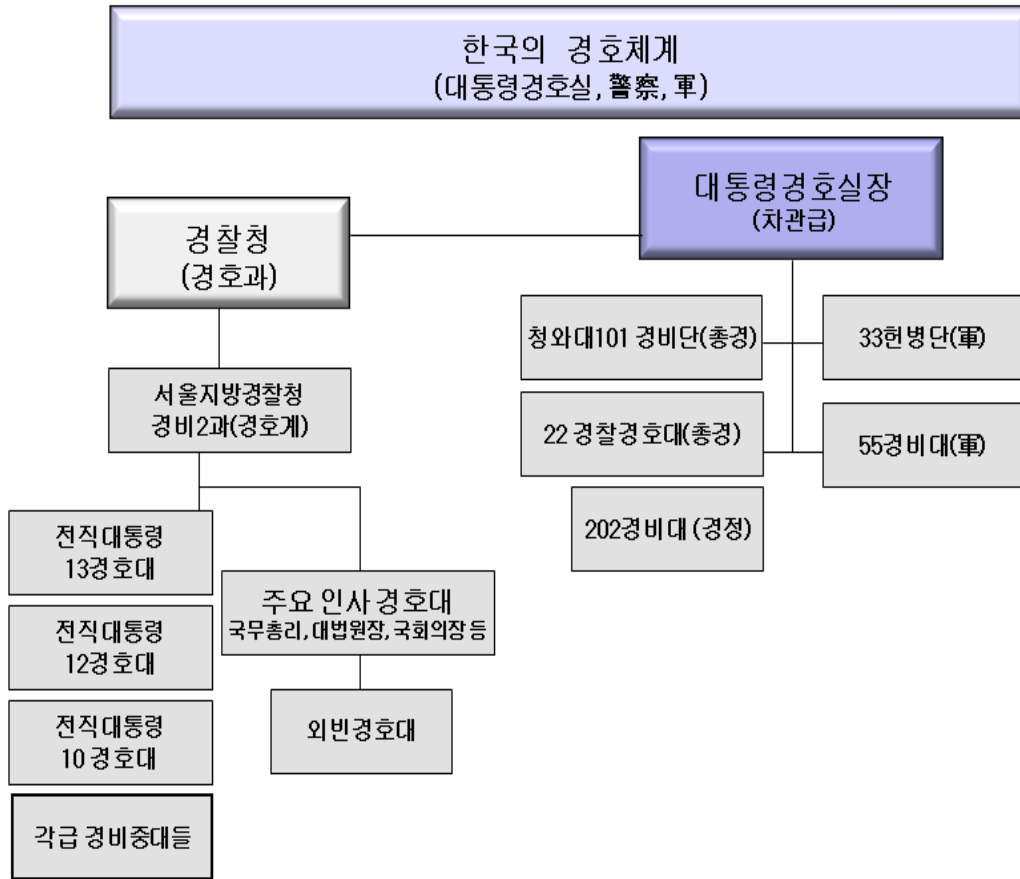 한국의 경호체계
(대통령경호실, 警察, 軍)
대통령경호실장
(차관급)
경찰청
(경호과)
청와대101 경비단(총경)
33헌병단(軍)
서울지방경찰청
경비2과(경호계)
22 경찰경호대(총경)
55경비대(軍)
202경비대 (경정)
전직대통령
13경호대
주요 인사 경호대
국무총리, 대법원장, 국회의장 등
전직대통령
12경호대
외빈경호대
전직대통령
10 경호대
각급 경비중대들